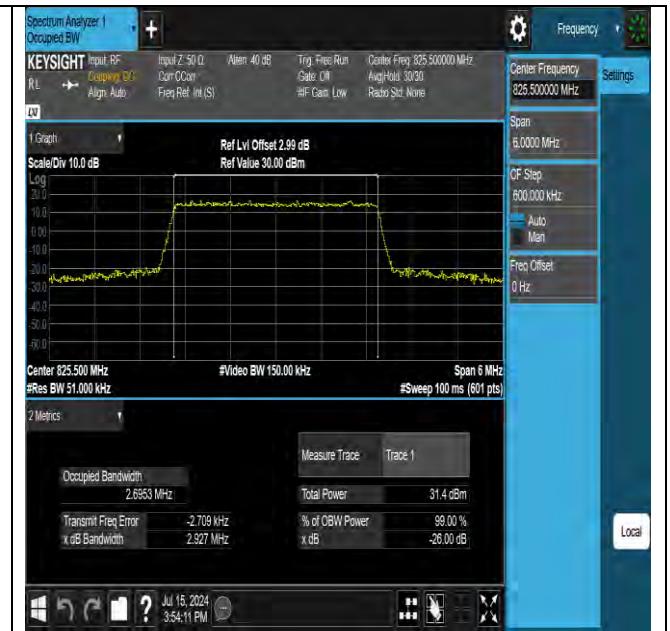 Spectrum Analyzer 1
Occupied BW
+
Frequency
KEYSIGHT Input: RF Input Z: 50 Ω Atten: 40 dB Trig: Free Run Center Freq: 825.500000 MHz
RL Coupling: DC Corr CCorr Gate: Off Avg|Hold: 30/30
Align: Auto Freq Ref: Int (S) #IF Gain: Low Radio Std: None
LXI
Center Frequency
825.500000 MHz
Settings
Span
6.0000 MHz
CF Step
600.000 kHz
Auto
Man
Freq Offset
0 Hz
1 Graph
Ref Lvl Offset 2.99 dB
Scale/Div 10.0 dB Ref Value 30.00 dBm
Log
20.0
10.0
0.00
-10.0
-20.0
-30.0
-40.0
-50.0
-60.0
Center 825.500 MHz #Video BW 150.00 kHz Span 6 MHz
#Res BW 51.000 kHz #Sweep 100 ms (601 pts)
2 Metrics
Measure Trace Trace 1
Occupied Bandwidth
2.6953 MHz Total Power 31.4 dBm
Transmit Freq Error -2.709 kHz % of OBW Power 99.00 %
x dB Bandwidth 2.927 MHz x dB -26.00 dB
Local
? Jul 15, 2024
3:54:11 PM